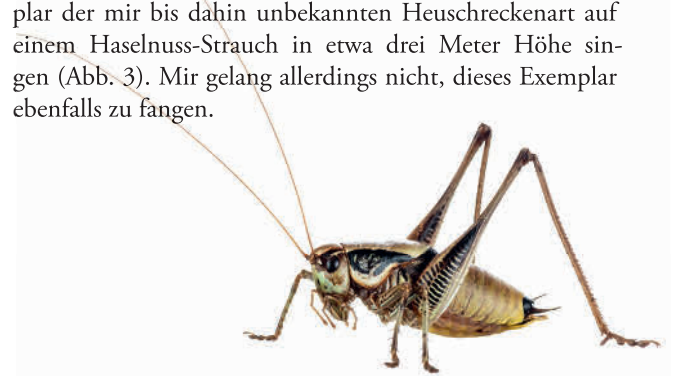 plar der mir bis dahin unbekannten Heuschreckenart auf
einem Haselnuss-Strauch in etwa drei Meter Höhe sin-
gen (Abb. 3). Mir gelang allerdings nicht, dieses Exemplar
ebenfalls zu fangen.